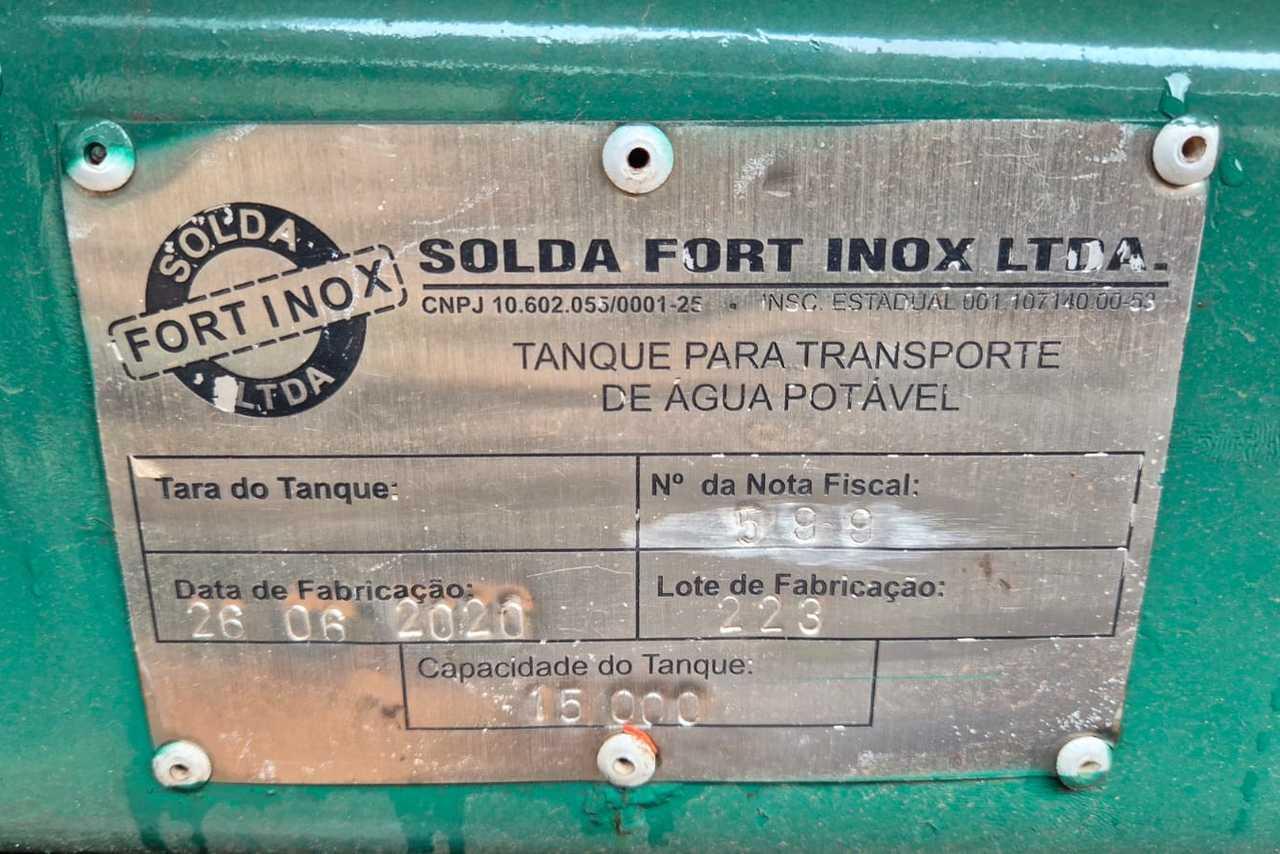 SOLDA
FORT INOX
LTDA
SOLDA FORT INOX LTDA.
CNPJ 10.602.055/0001-25 • INSC. ESTADUAL 001.107140.00-53
TANQUE PARA TRANSPORTE
DE ÁGUA POTÁVEL
Tara do Tanque:
Nº da Nota Fiscal:
599
Data de Fabricação:
26 06 2020
Lote de Fabricação:
223
Capacidade do Tanque:
15 000